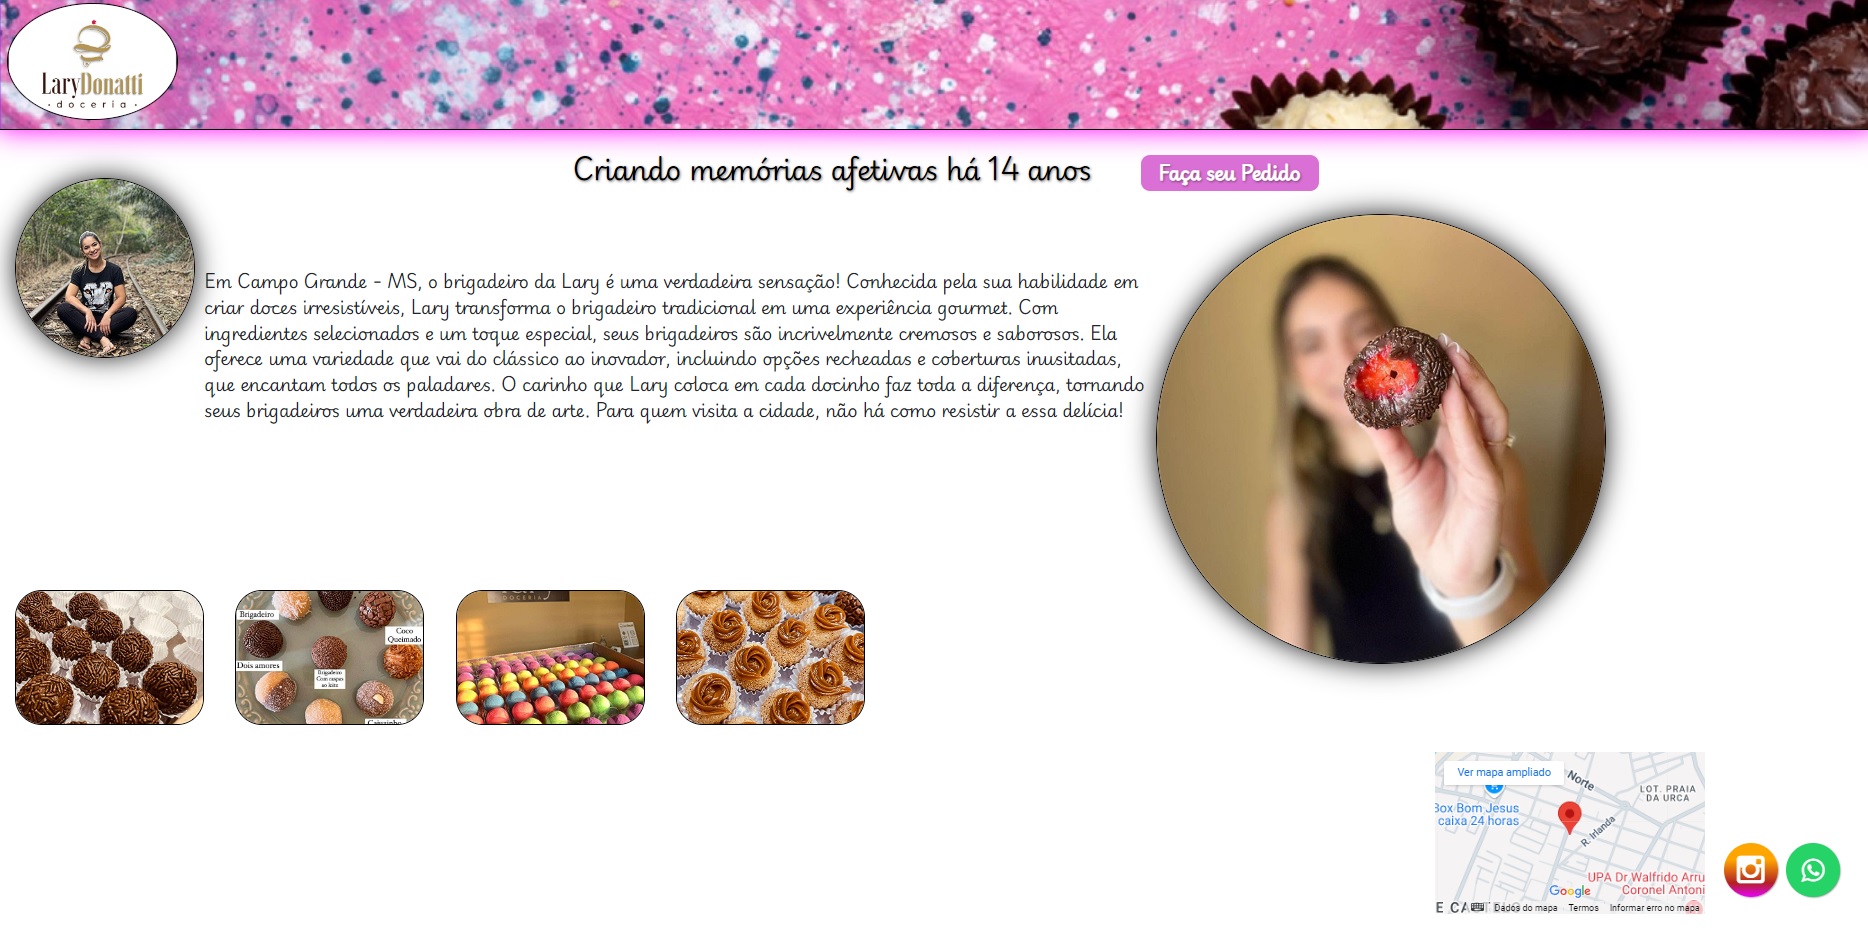 LaryDonatti
· doceria ·
Criando memórias afetivas há 14 anos
Faça seu Pedido
Em Campo Grande - MS, o brigadeiro da Lary é uma verdadeira sensação! Conhecida pela sua habilidade em
criar doces irresistíveis, Lary transforma o brigadeiro tradicional em uma experiência gourmet. Com
ingredientes selecionados e um toque especial, seus brigadeiros são incrivelmente cremosos e saborosos. Ela
oferece uma variedade que vai do clássico ao inovador, incluindo opções recheadas e coberturas inusitadas,
que encantam todos os paladares. O carinho que Lary coloca em cada docinho faz toda a diferença, tornando
seus brigadeiros uma verdadeira obra de arte. Para quem visita a cidade, não há como resistir a essa delícia!
Brigadeiro
Coco
Queimado
Dois amores
Brigadeiro
Com raspas
ao leite
Cajuzinho
DOCERIA
Ver mapa ampliado
Norte
LOT. PRAIA
DA URCA
Box Bom Jesus
caixa 24 horas
R. Irlanda
UPA Dr Walfrido Arru
Coronel Antoni
Google
E CA
Dados do mapa
Termos
Informar erro no mapa